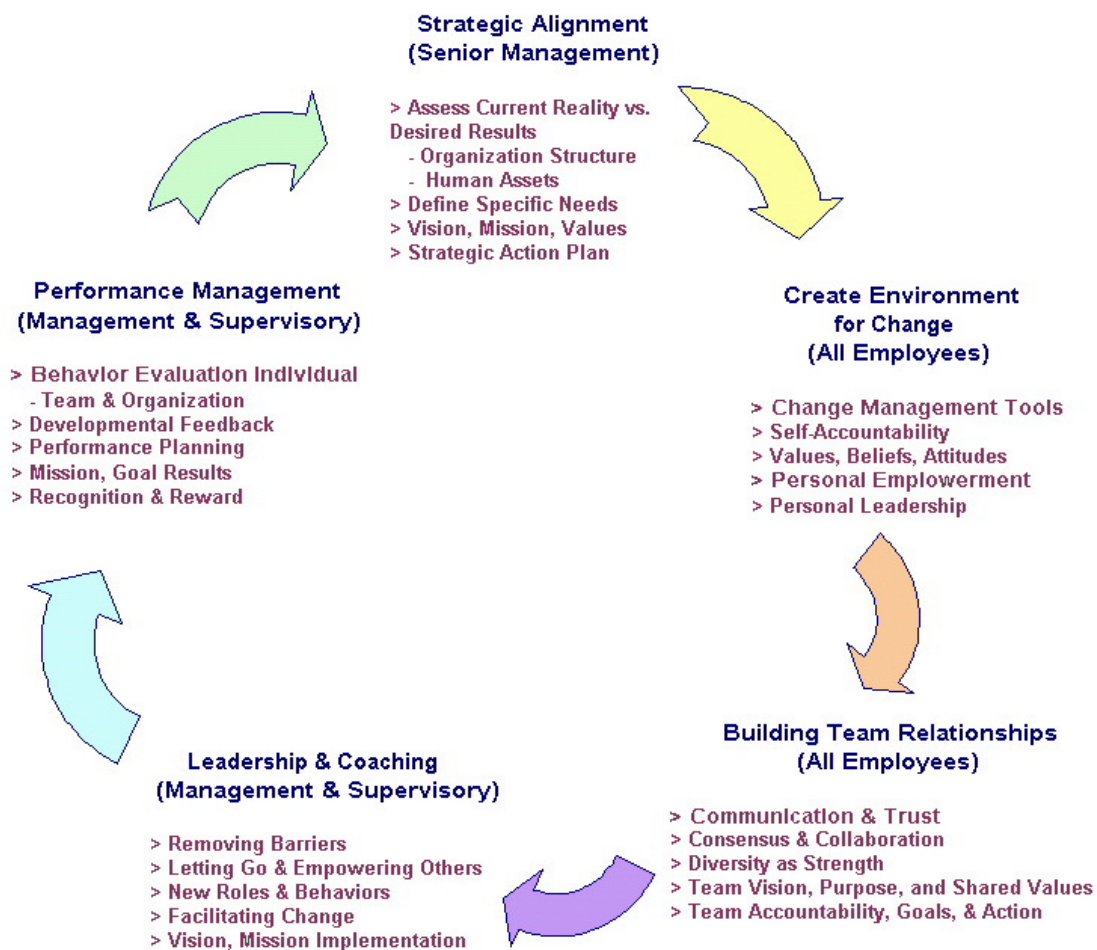 Strategic Alignment
(Senior Management)
> Assess Current Reality vs.
Desired Results
- Organization Structure
- Human Assets
> Define Specific Needs
> Vision, Mission, Values
> Strategic Action Plan
Create Environment
for Change
(All Employees)
> Change Management Tools
> Self-Accountability
> Values, Beliefs, Attitudes
> Personal Emplowerment
> Personal Leadership
Building Team Relationships
(All Employees)
> Communication & Trust
> Consensus & Collaboration
> Diversity as Strength
> Team Vision, Purpose, and Shared Values
> Team Accountability, Goals, & Action
Leadership & Coaching
(Management & Supervisory)
> Removing Barriers
> Letting Go & Empowering Others
> New Roles & Behaviors
> Facilitating Change
> Vision, Mission Implementation
Performance Management
(Management & Supervisory)
> Behavior Evaluation Individual
- Team & Organization
> Developmental Feedback
> Performance Planning
> Mission, Goal Results
> Recognition & Reward